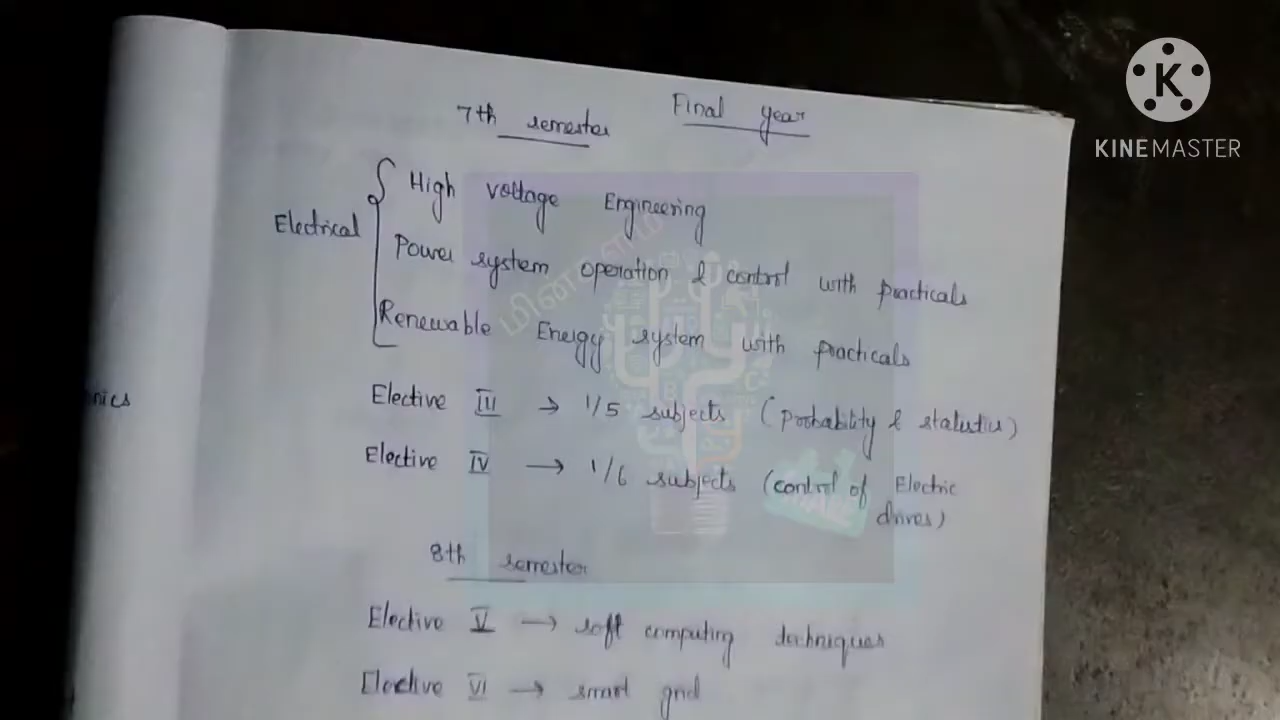 7th semester Final year
High voltage Engineering
Electrical
Power system operation & control with practicals
Renewable Energy system with practicals
Elective III → 1/5 subjects (probability & statistics)
nics
Elective IV → 1/6 subjects (control of Electric
drives)
8th semester
Elective V → soft computing techniques
Elective VI → smart grid
KINEMASTER